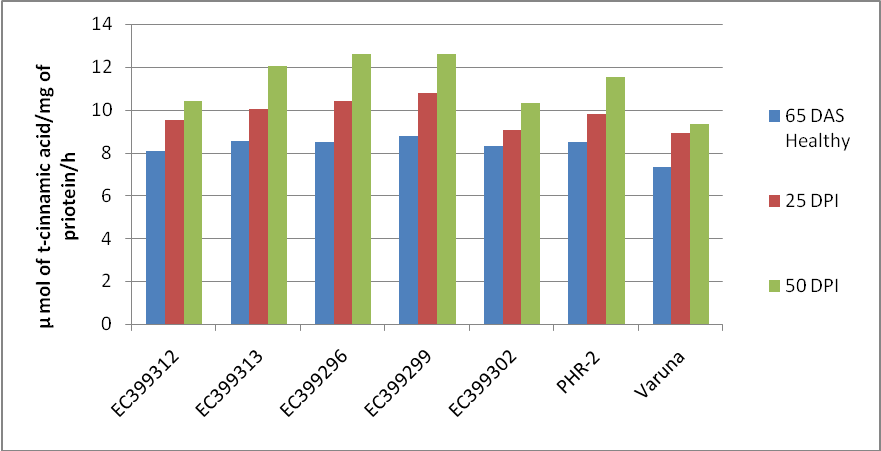 µ mol of t-cinnamic acid/mg of
priotein/h
14
12
10
8
6
4
2
0
EC399312
EC399313
EC399296
EC399299
EC399302
PHR-2
Varuna
65 DAS
Healthy
25 DPI
50 DPI